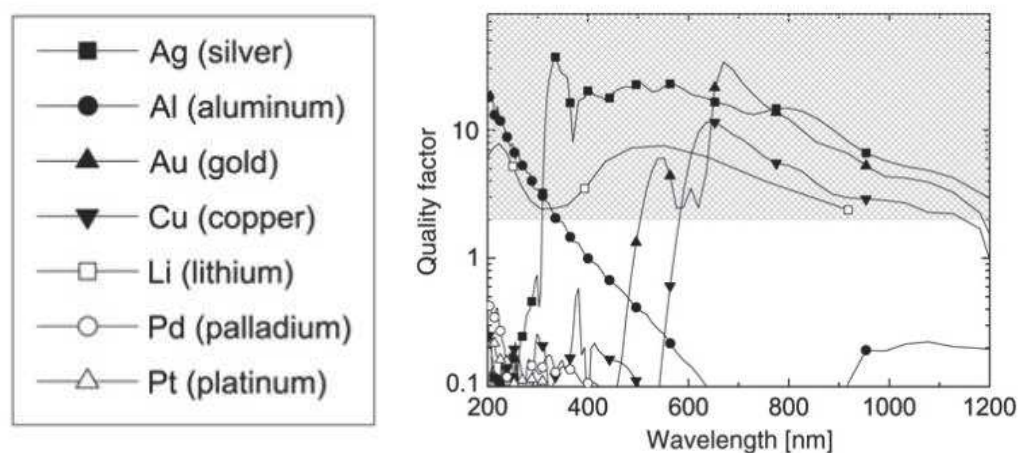 Ag (silver)
Al (aluminum)
Au (gold)
Cu (copper)
Li (lithium)
Pd (palladium)
Pt (platinum)
Quality factor
10
1
0.1
200
400
600
800
1000
1200
Wavelength [nm]